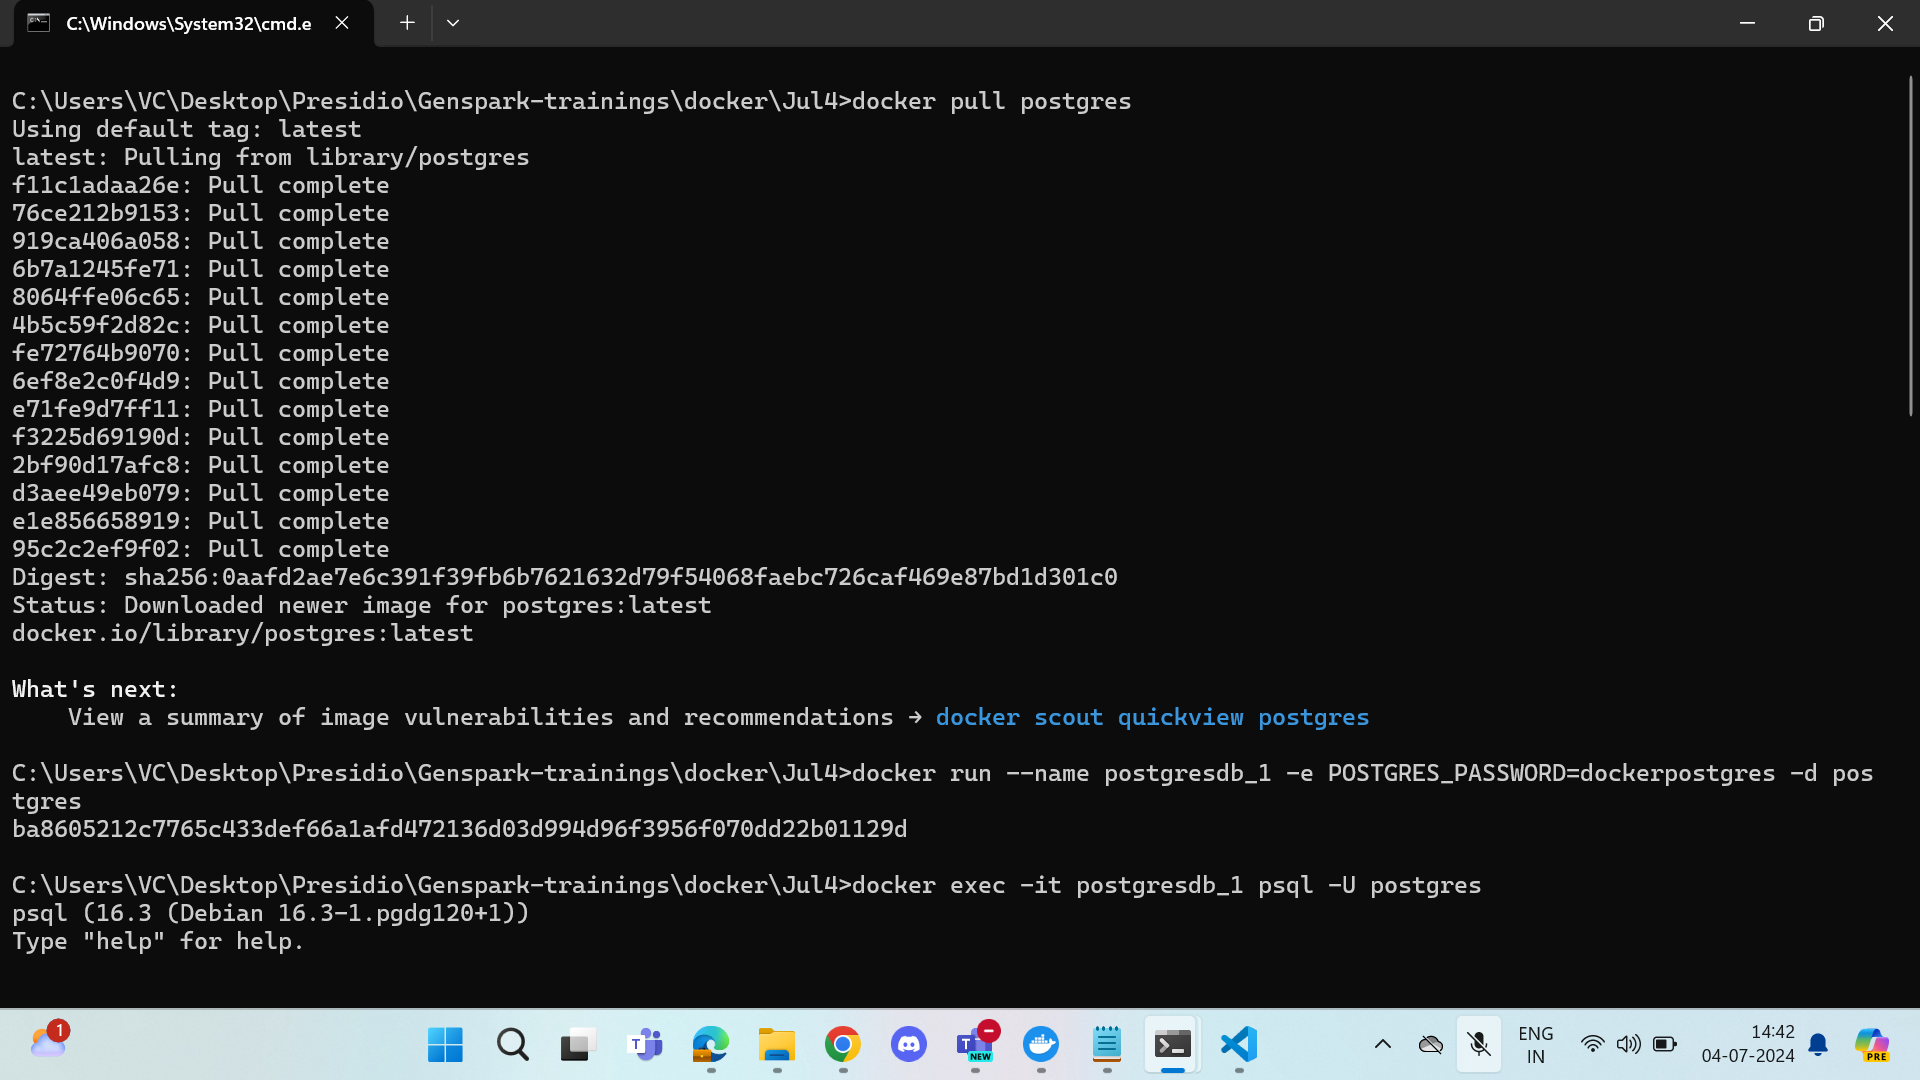 C:\Windows\System32\cmd.e
C:\Users\VC\Desktop\Presidio\Genspark-trainings\docker\Jul4>docker pull postgres
Using default tag: latest
latest: Pulling from library/postgres
f11c1adaa26e: Pull complete
76ce212b9153: Pull complete
919ca406a058: Pull complete
6b7a1245fe71: Pull complete
8064ffe06c65: Pull complete
4b5c59f2d82c: Pull complete
fe72764b9070: Pull complete
6ef8e2c0f4d9: Pull complete
e71fe9d7ff11: Pull complete
f3225d69190d: Pull complete
2bf90d17afc8: Pull complete
d3aee49eb079: Pull complete
e1e856658919: Pull complete
95c2c2ef9f02: Pull complete
Digest: sha256:0aafd2ae7e6c391f39fb6b7621632d79f54068faebc726caf469e87bd1d301c0
Status: Downloaded newer image for postgres:latest
docker.io/library/postgres:latest
What's next:
View a summary of image vulnerabilities and recommendations → docker scout quickview postgres
C:\Users\VC\Desktop\Presidio\Genspark-trainings\docker\Jul4>docker run --name postgresdb_1 -e POSTGRES_PASSWORD=dockerpostgres -d pos
tgres
ba8605212c7765c433def66a1afd472136d03d994d96f3956f070dd22b01129d
C:\Users\VC\Desktop\Presidio\Genspark-trainings\docker\Jul4>docker exec -it postgresdb_1 psql -U postgres
psql (16.3 (Debian 16.3-1.pgdg120+1))
Type "help" for help.
1
T
T
NEW
ENG
IN
14:42
04-07-2024
PRE